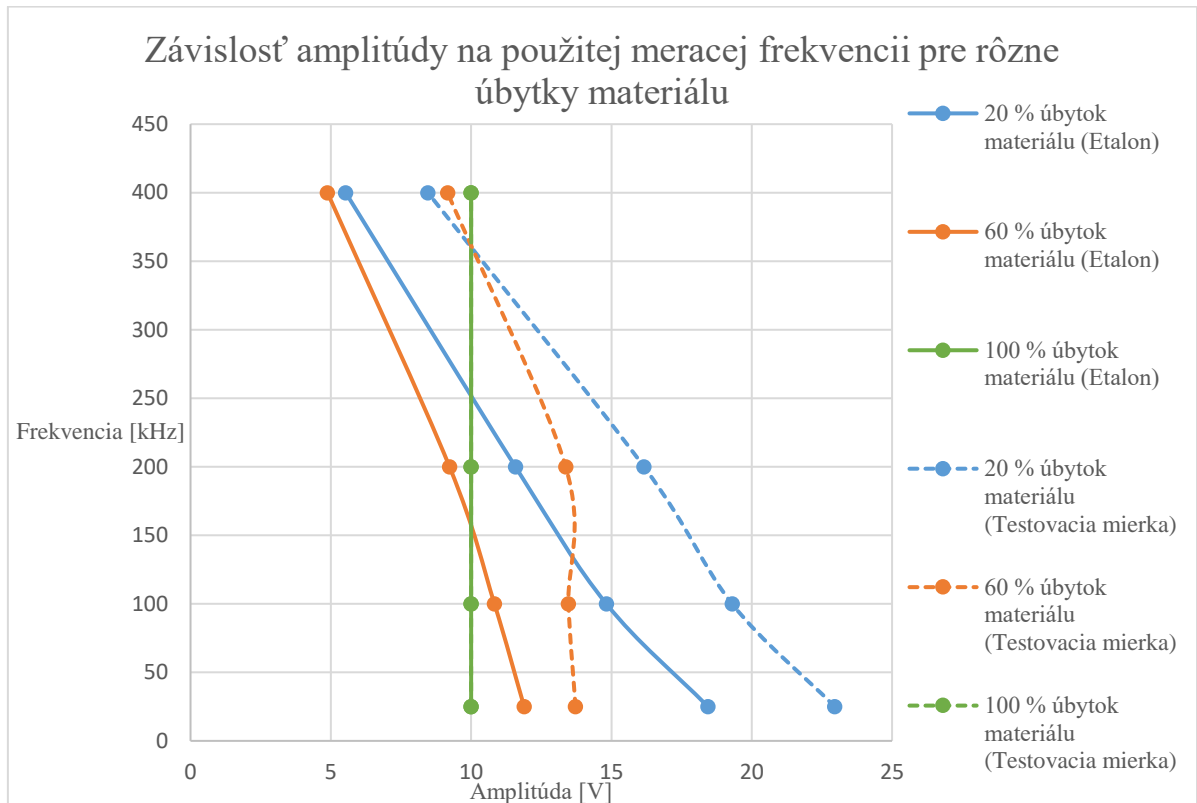 Závislosť amplitúdy na použitej meracej frekvencii pre rôzne
úbytky materiálu
450
400
350
300
250
200
150
100
50
0
Frekvencia [kHz]
0
5
10
15
20
25
Amplitúda [V]
20 % úbytok
materiálu (Etalon)
60 % úbytok
materiálu (Etalon)
100 % úbytok
materiálu (Etalon)
20 % úbytok
materiálu
(Testovacia mierka)
60 % úbytok
materiálu
(Testovacia mierka)
100 % úbytok
materiálu
(Testovacia mierka)